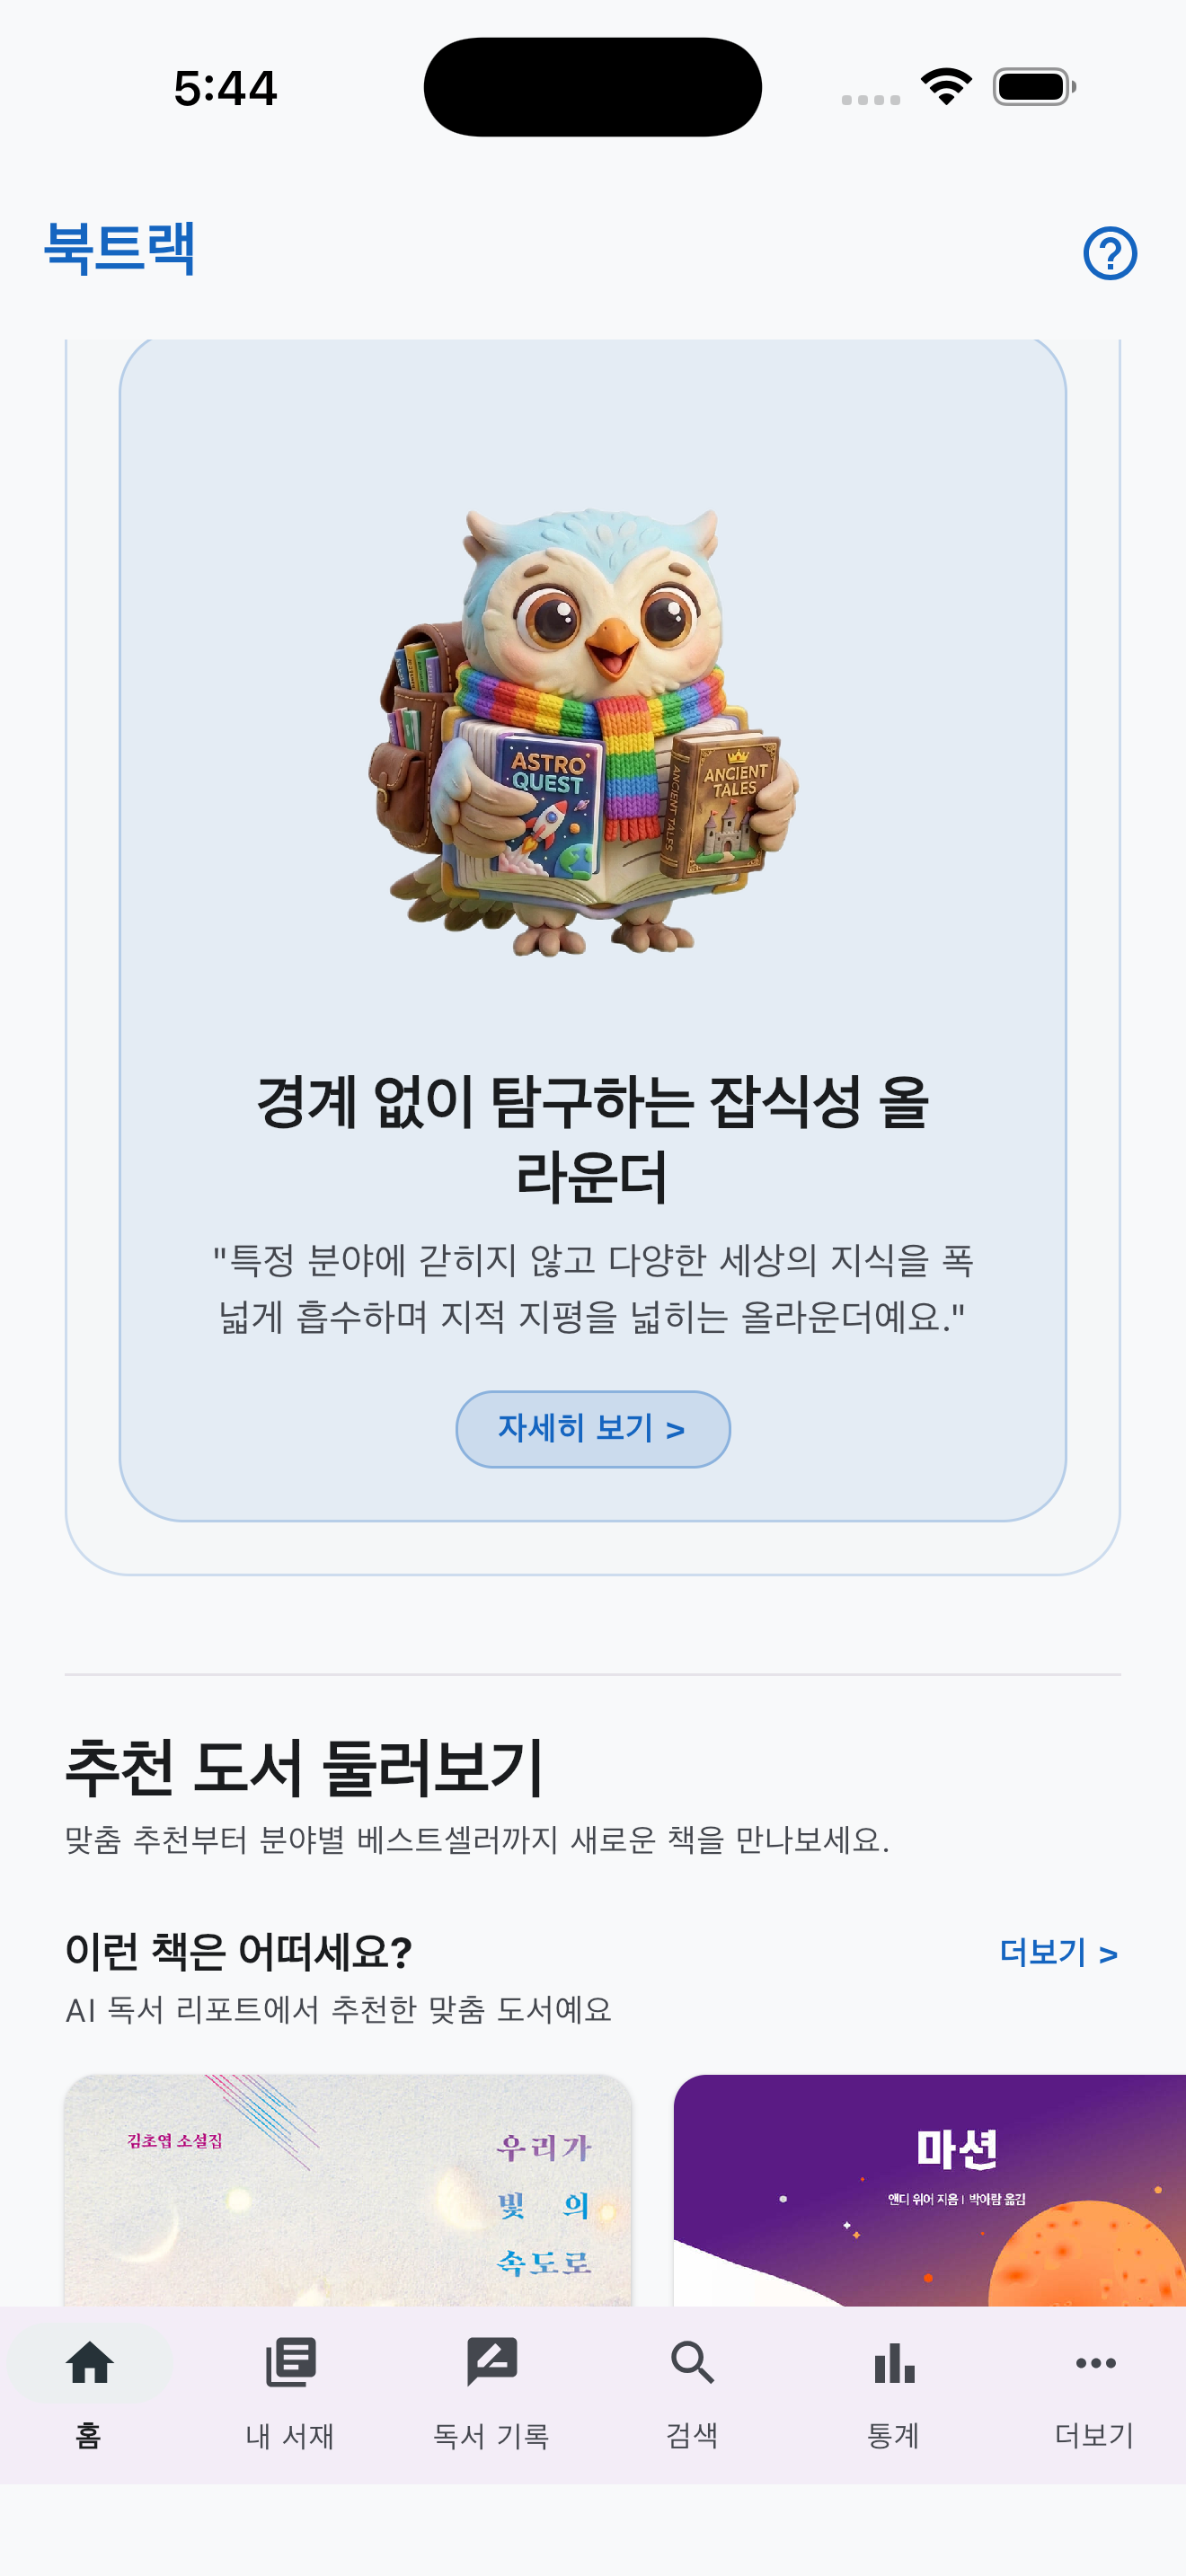 5:44
북트랙
ASTRO
QUEST
ANCIENT TALES
ANCIENT
TALES
경계 없이 탐구하는 잡식성 올
라운더
"특정 분야에 갇히지 않고 다양한 세상의 지식을 폭
넓게 흡수하며 지적 지평을 넓히는 올라운더예요."
자세히 보기 >
추천 도서 둘러보기
맞춤 추천부터 분야별 베스트셀러까지 새로운 책을 만나보세요.
이런 책은 어떠세요?
더보기 >
AI 독서 리포트에서 추천한 맞춤 도서예요
김초엽 소설집
우리가
빛 의
속도로
마션
앤디 위어 지음 | 박아람 옮김
홈
내 서재
독서 기록
검색
통계
더보기